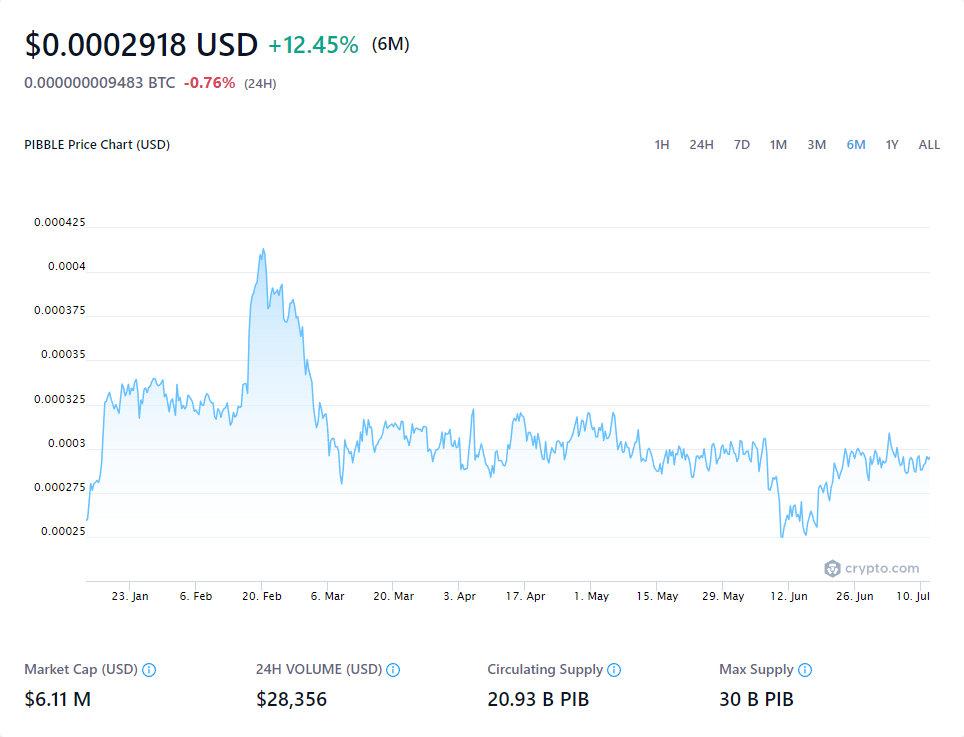 $0.0002918 USD +12.45% (6M)
0.000000009483 BTC -0.76% (24H)
PIBBLE Price Chart (USD) 1H 24H 7D 1M 3M 6M 1Y ALL
0.000425
0.0004
0.000375
0.00035
0.000325
0.0003
0.000275
0.00025
crypto.com
23. Jan 6. Feb 20. Feb 6. Mar 20. Mar 3. Apr 17. Apr 1. May 15. May 29. May 12. Jun 26. Jun 10. Jul
Market Cap (USD) 24H VOLUME (USD) Circulating Supply Max Supply
$6.11 M $28,356 20.93 B PIB 30 B PIB